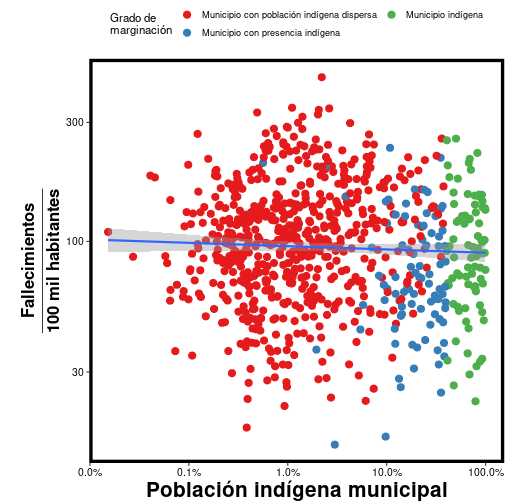 Grado de
marginación
Municipio con población indígena dispersa
Municipio indígena
Municipio con presencia indígena
Fallecimientos
100 mil habitantes
300
100
30
0.0%
0.1%
1.0%
10.0%
100.0%
Población indígena municipal